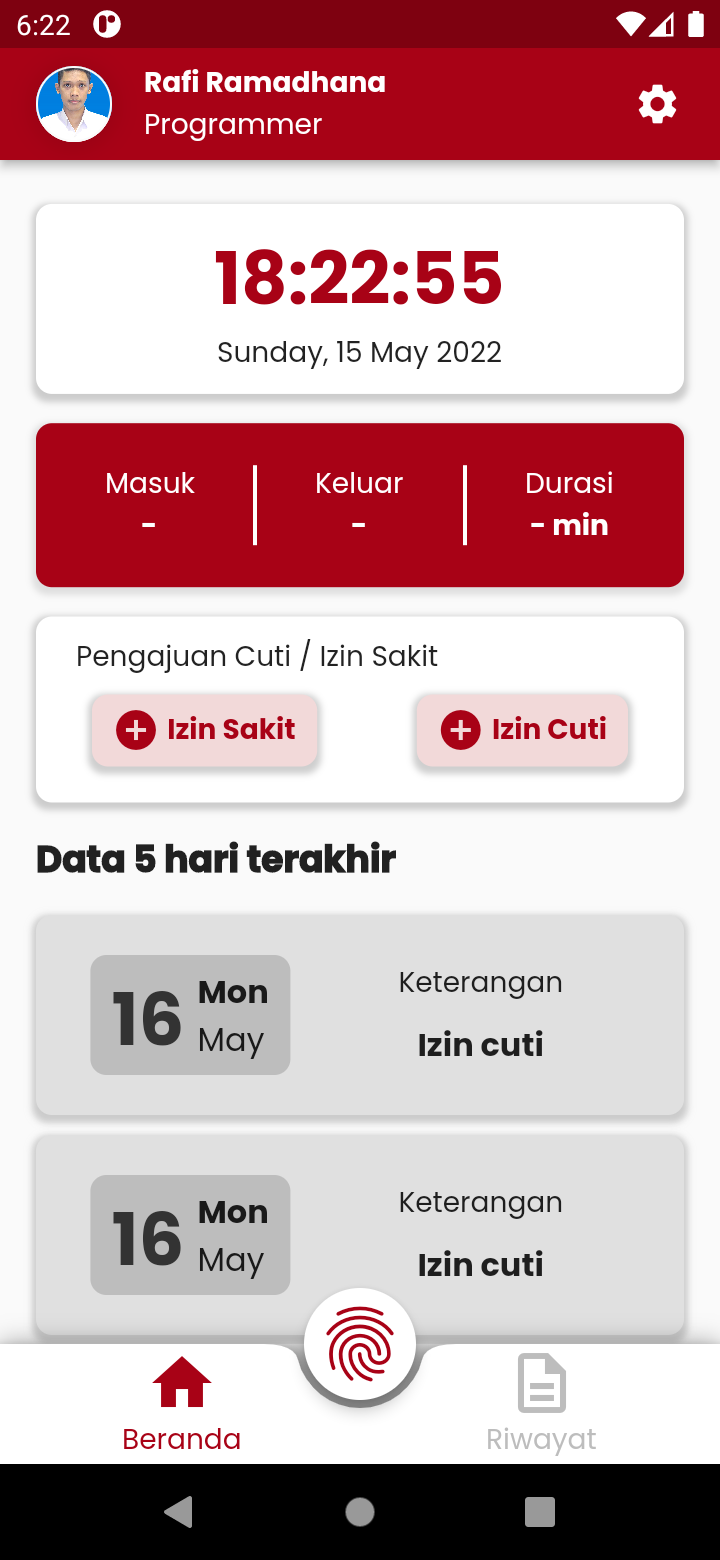 6:22
Rafi Ramadhana
Programmer
18:22:55
Sunday, 15 May 2022
Masuk Keluar Durasi
- - - min
Pengajuan Cuti / Izin Sakit
Izin Sakit Izin Cuti
Data 5 hari terakhir
16 Mon May
Keterangan
Izin cuti
16 Mon May
Keterangan
Izin cuti
Beranda Riwayat